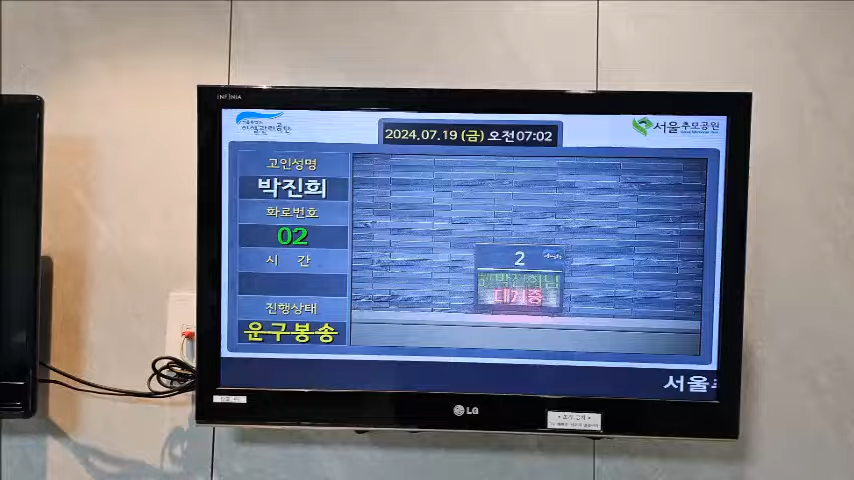 INFINIA
2024.07.19 (금) 오전07:02
서울추모공원
고인성명
박진희
화로번호
02
시 간
진행상태
운구봉송
2
대기중
서울
LG